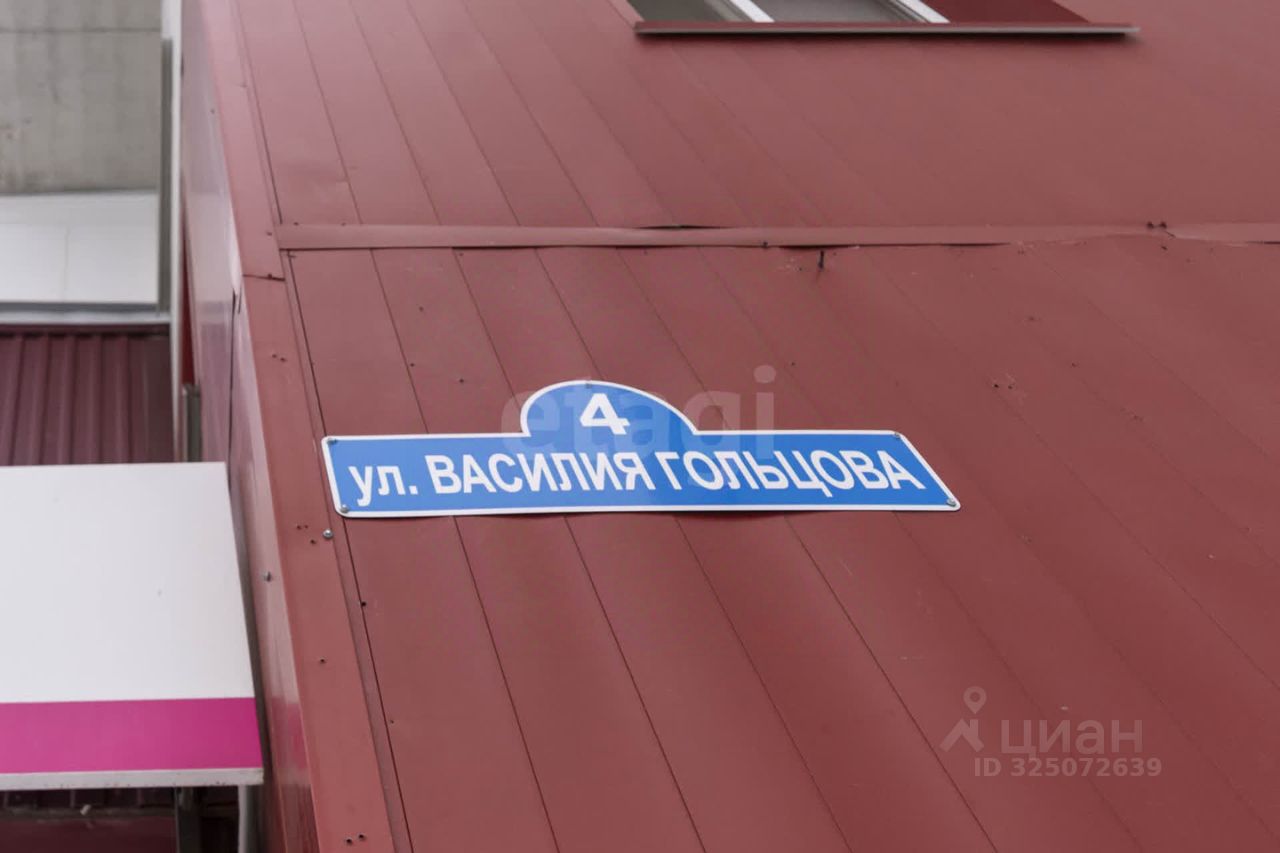 4
ул. ВАСИЛИЯ ГОЛЬЦОВА
etagi
циан
ID 325072639